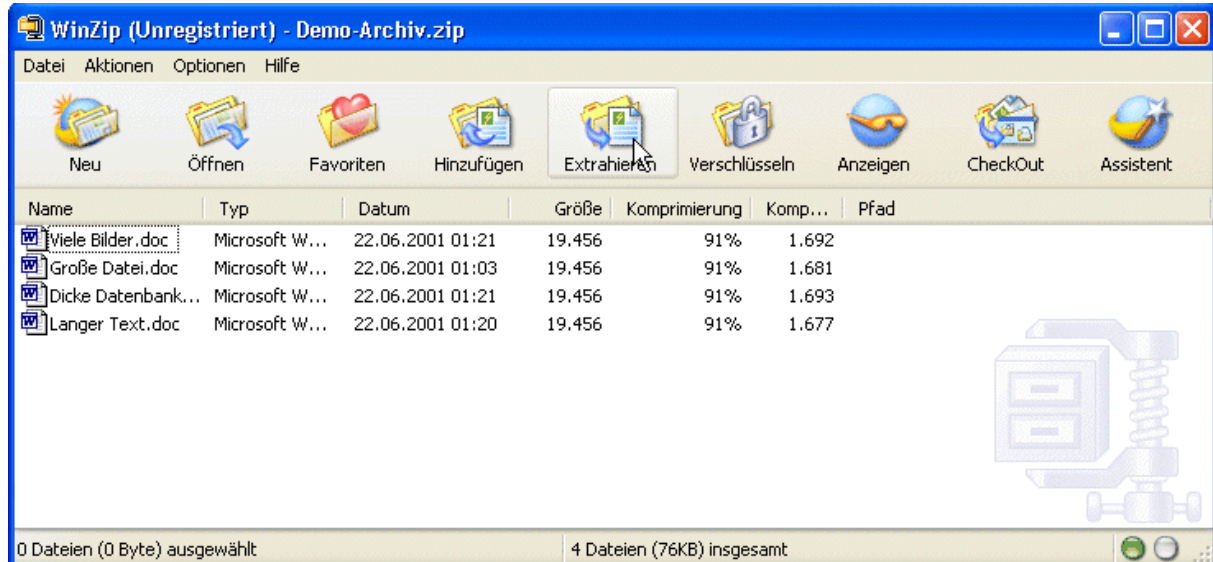 WinZip (Unregistriert) - Demo-Archiv.zip
Datei Aktionen Optionen Hilfe
Neu Öffnen Favoriten Hinzufügen Extrahieren Verschlüsseln Anzeigen CheckOut Assistent
Name Typ Datum Größe Komprimierung Komp... Pfad
Viele Bilder.doc Microsoft W... 22.06.2001 01:21 19.456 91% 1.692
Große Datei.doc Microsoft W... 22.06.2001 01:03 19.456 91% 1.681
Dicke Datenbank... Microsoft W... 22.06.2001 01:21 19.456 91% 1.693
Langer Text.doc Microsoft W... 22.06.2001 01:20 19.456 91% 1.677
0 Dateien (0 Byte) ausgewählt 4 Dateien (76KB) insgesamt